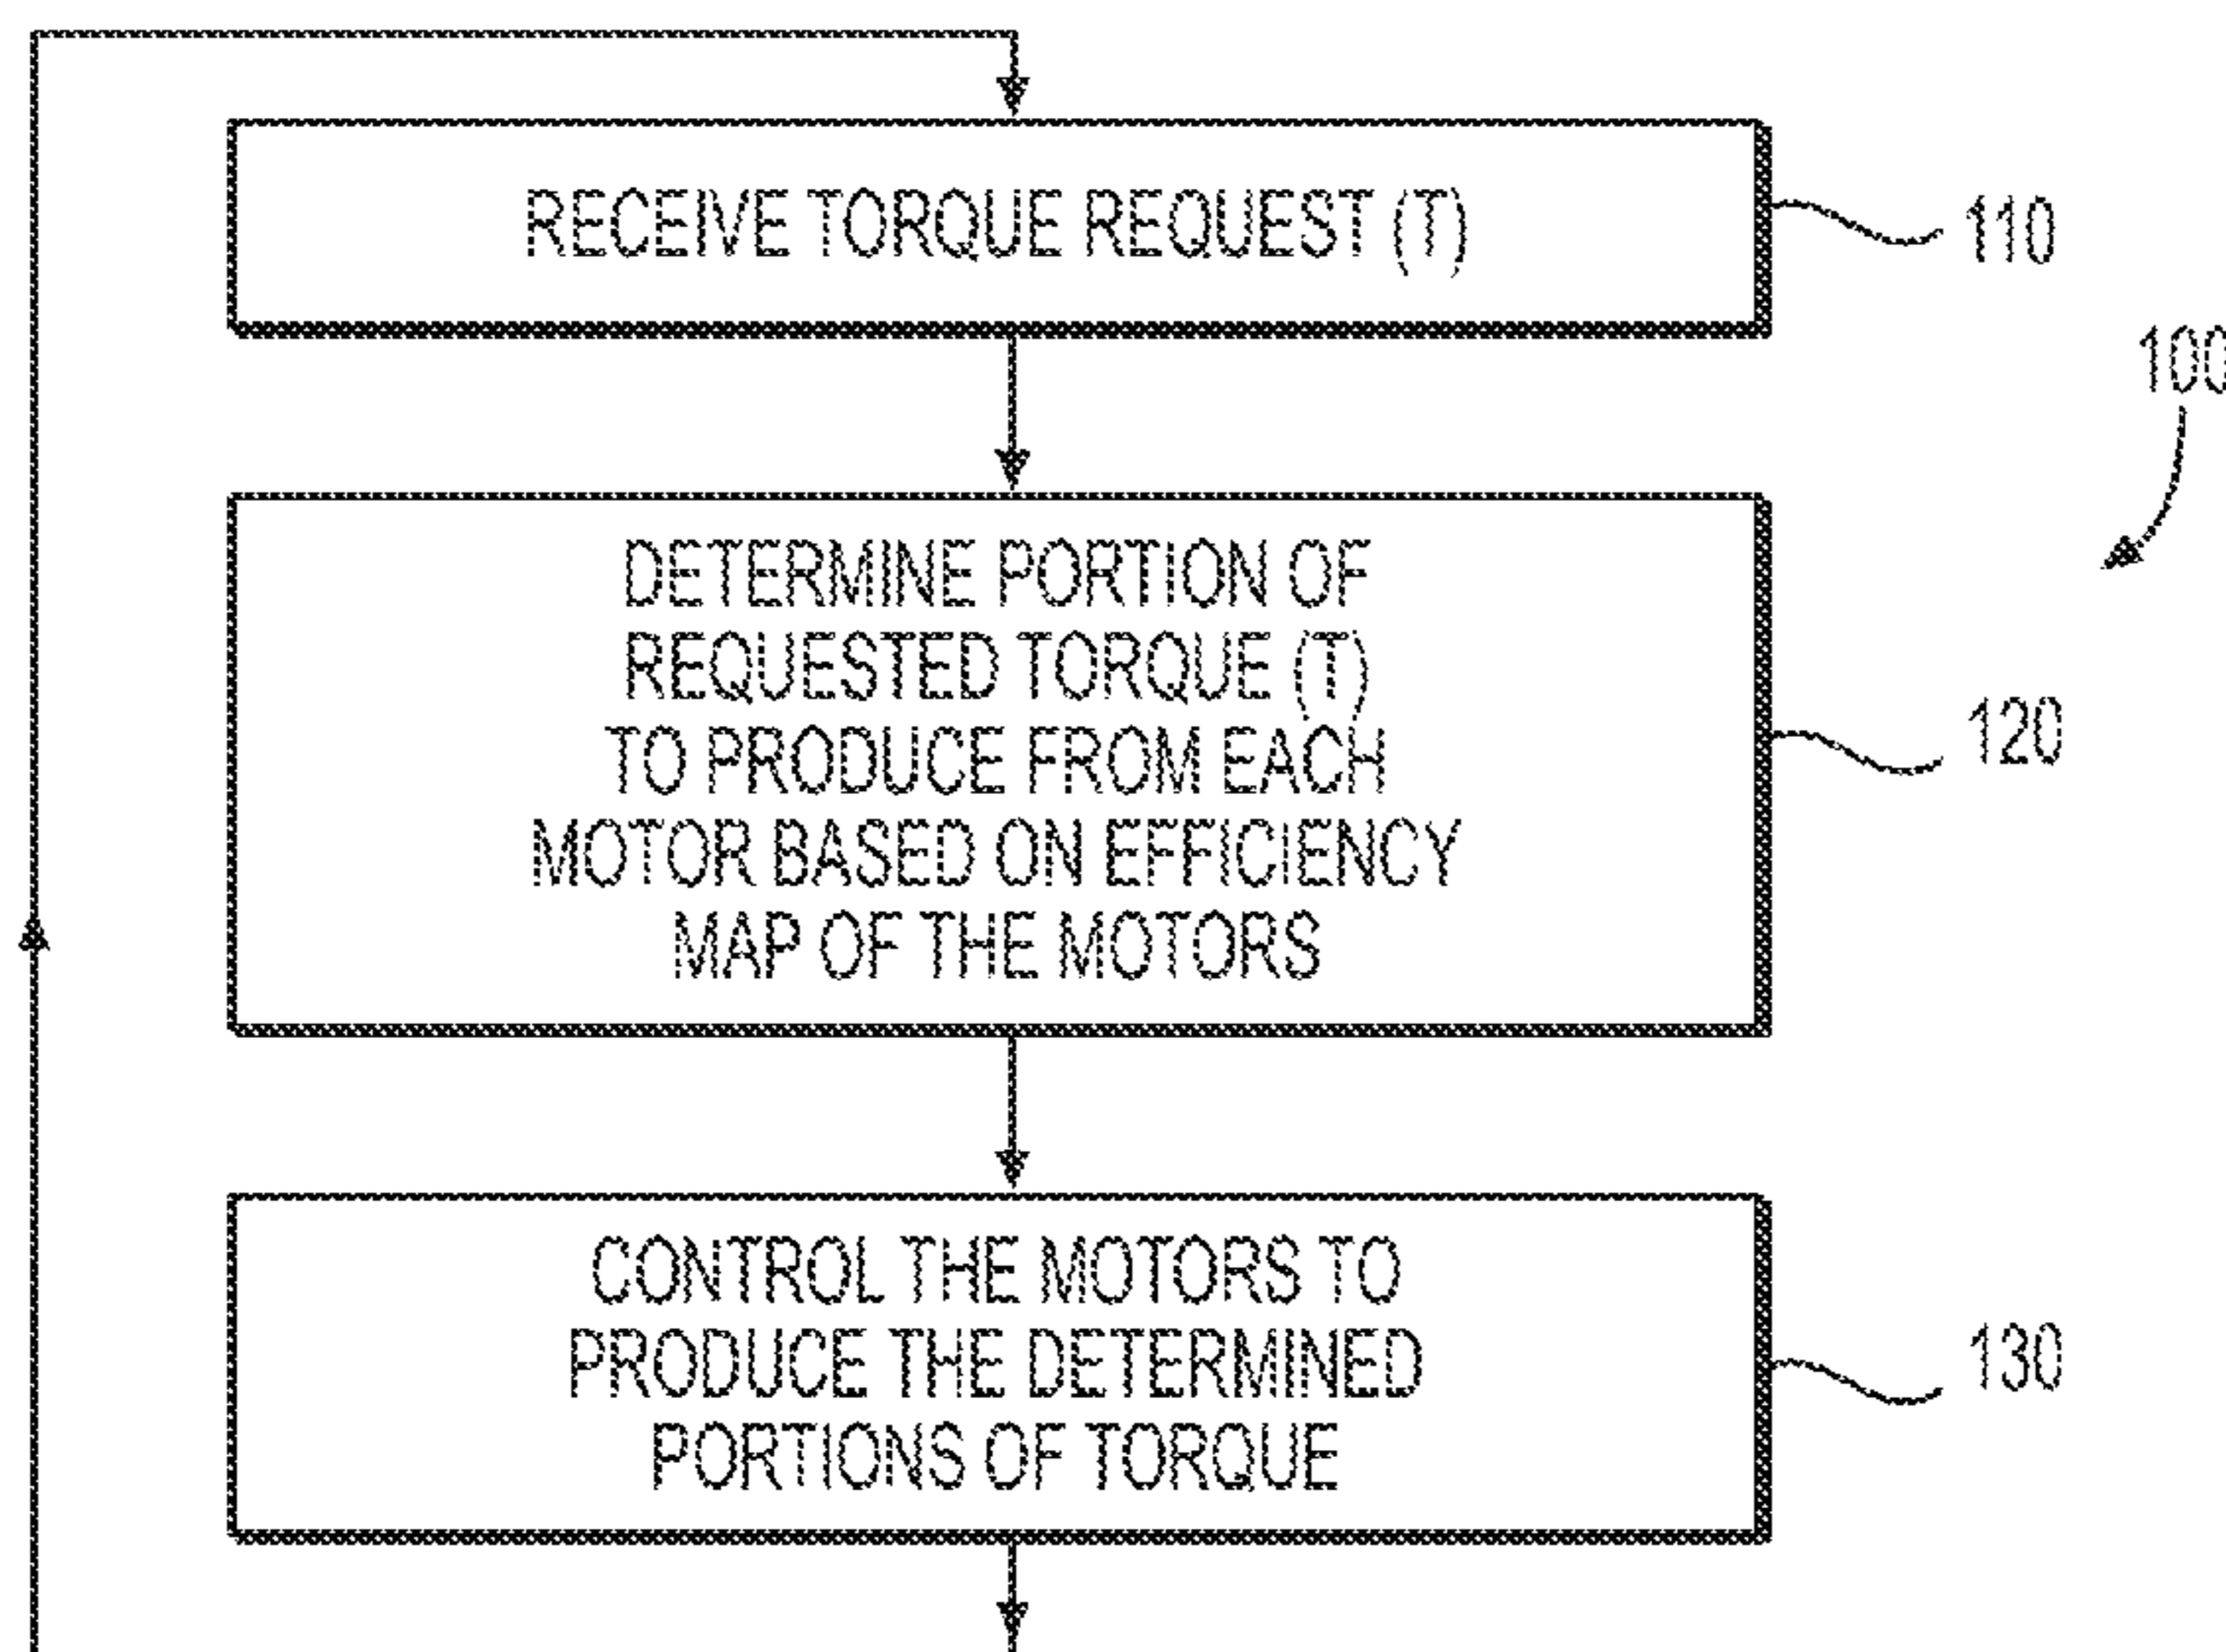 RECEIVE TORQUE REQUEST (T)
110
100
DETERMINE PORTION OF
REQUESTED TORQUE (T)
TO PRODUCE FROM EACH
MOTOR BASED ON EFFICIENCY
MAP OF THE MOTORS
120
CONTROL THE MOTORS TO
PRODUCE THE DETERMINED
PORTIONS OF TORQUE
130